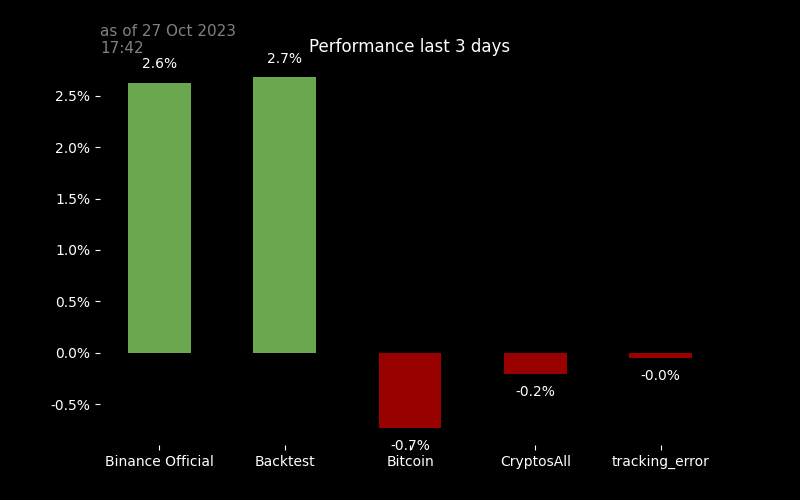 as of 27 Oct 2023
17:42
Performance last 3 days
2.6%
2.7%
2.5%
2.0%
1.5%
1.0%
0.5%
0.0%
-0.5%
-0.7%
-0.2%
-0.0%
Binance Official
Backtest
Bitcoin
CryptosAll
tracking_error